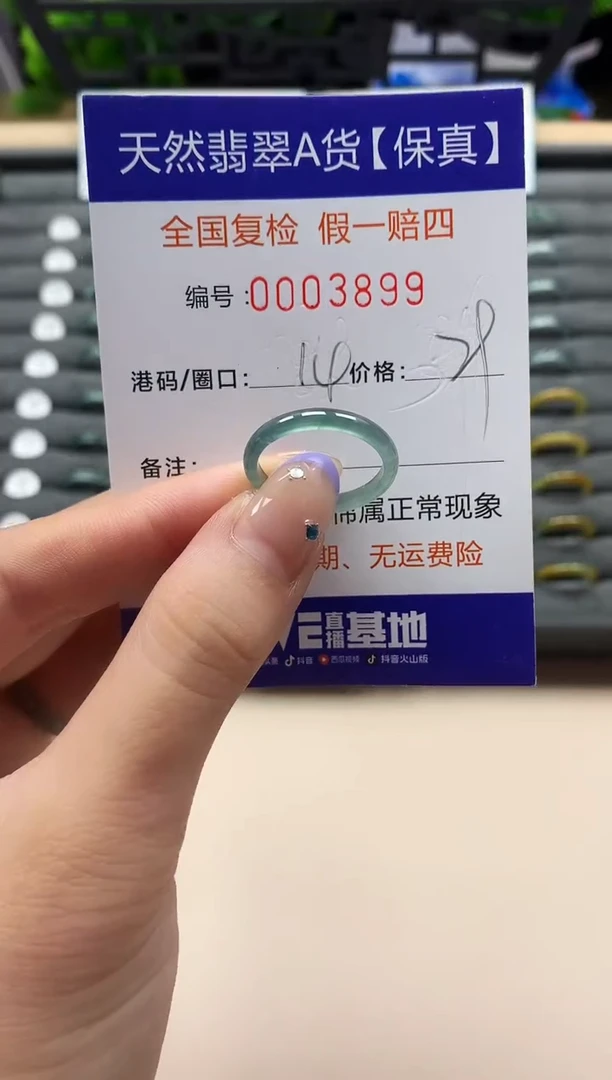 天然翡翠A货【保真】
全国复检 假一赔四
编号:0003899
港码/圈口: 14 价格:
备注:
属正常现象
期、无运费险
直播基地
抖音 西瓜视频 抖音火山版